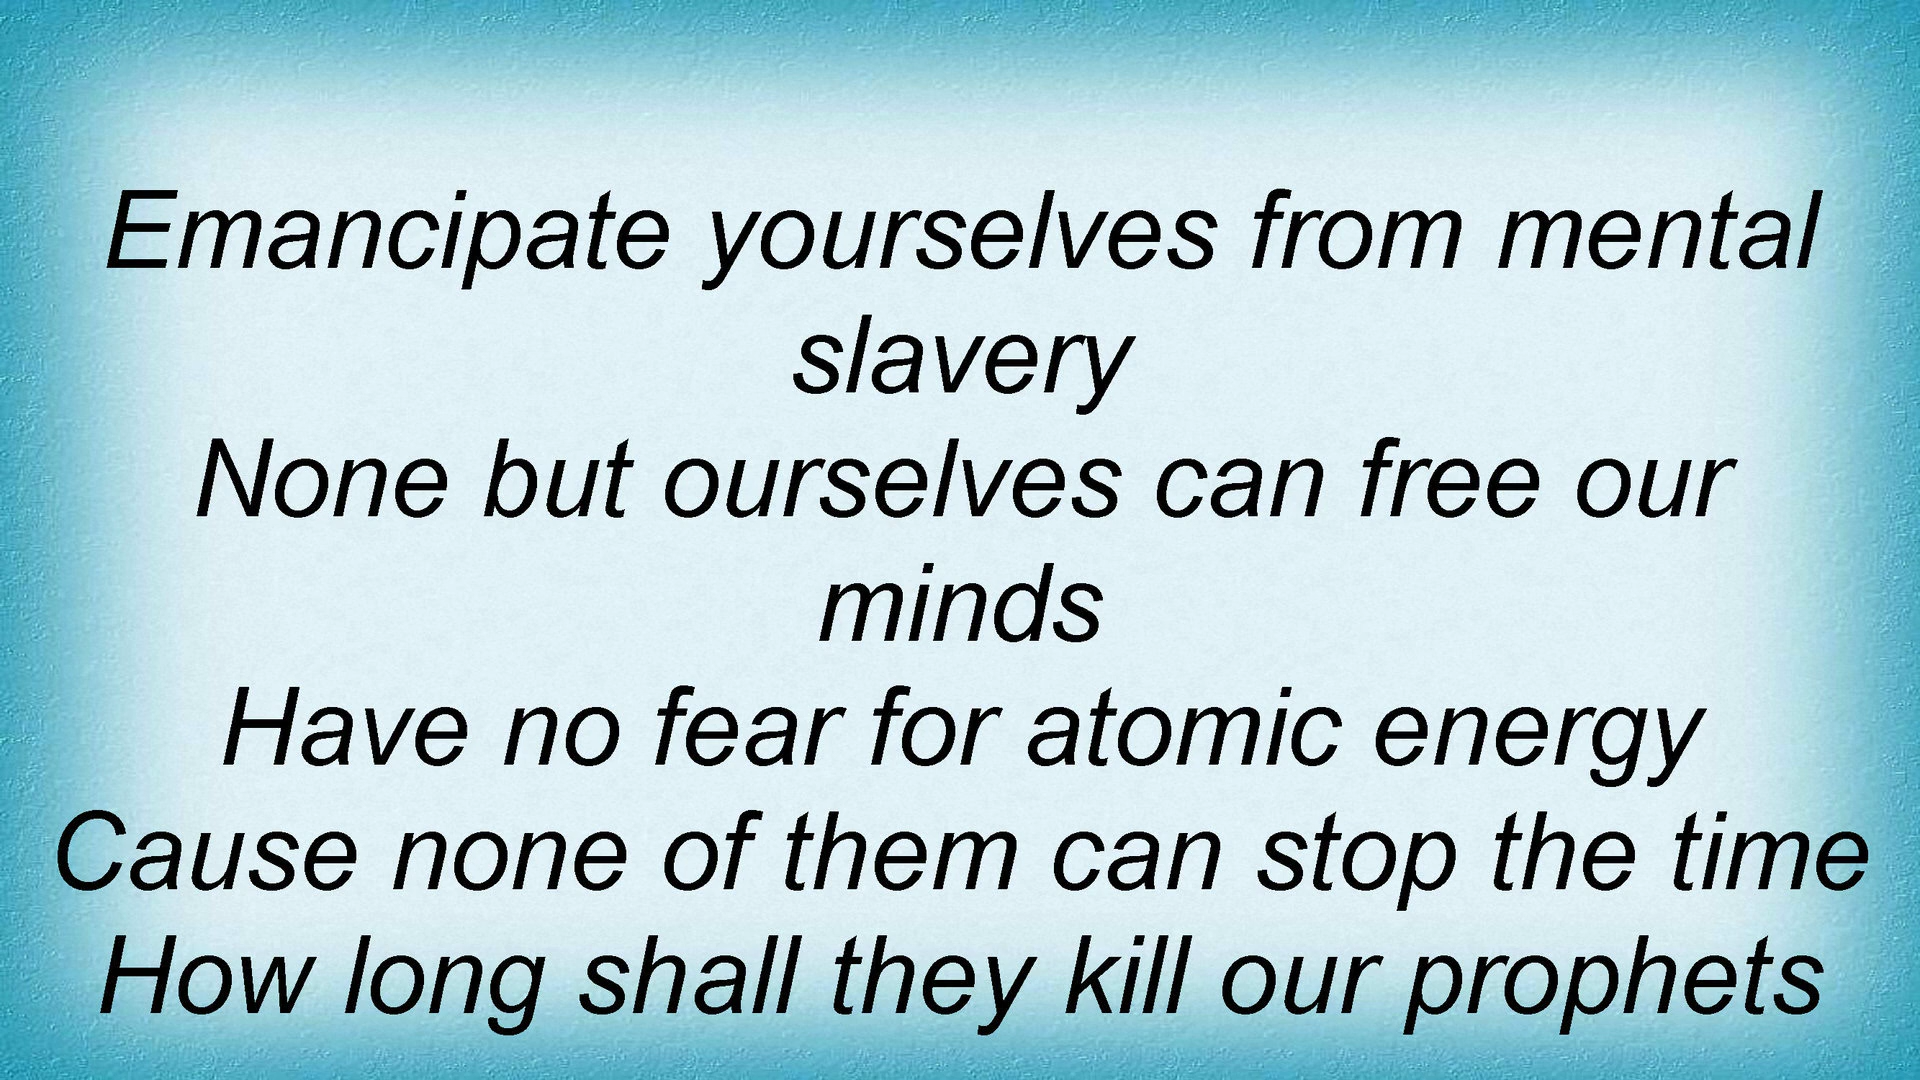 Emancipate yourselves from mental
slavery
None but ourselves can free our
minds
Have no fear for atomic energy
Cause none of them can stop the time
How long shall they kill our prophets